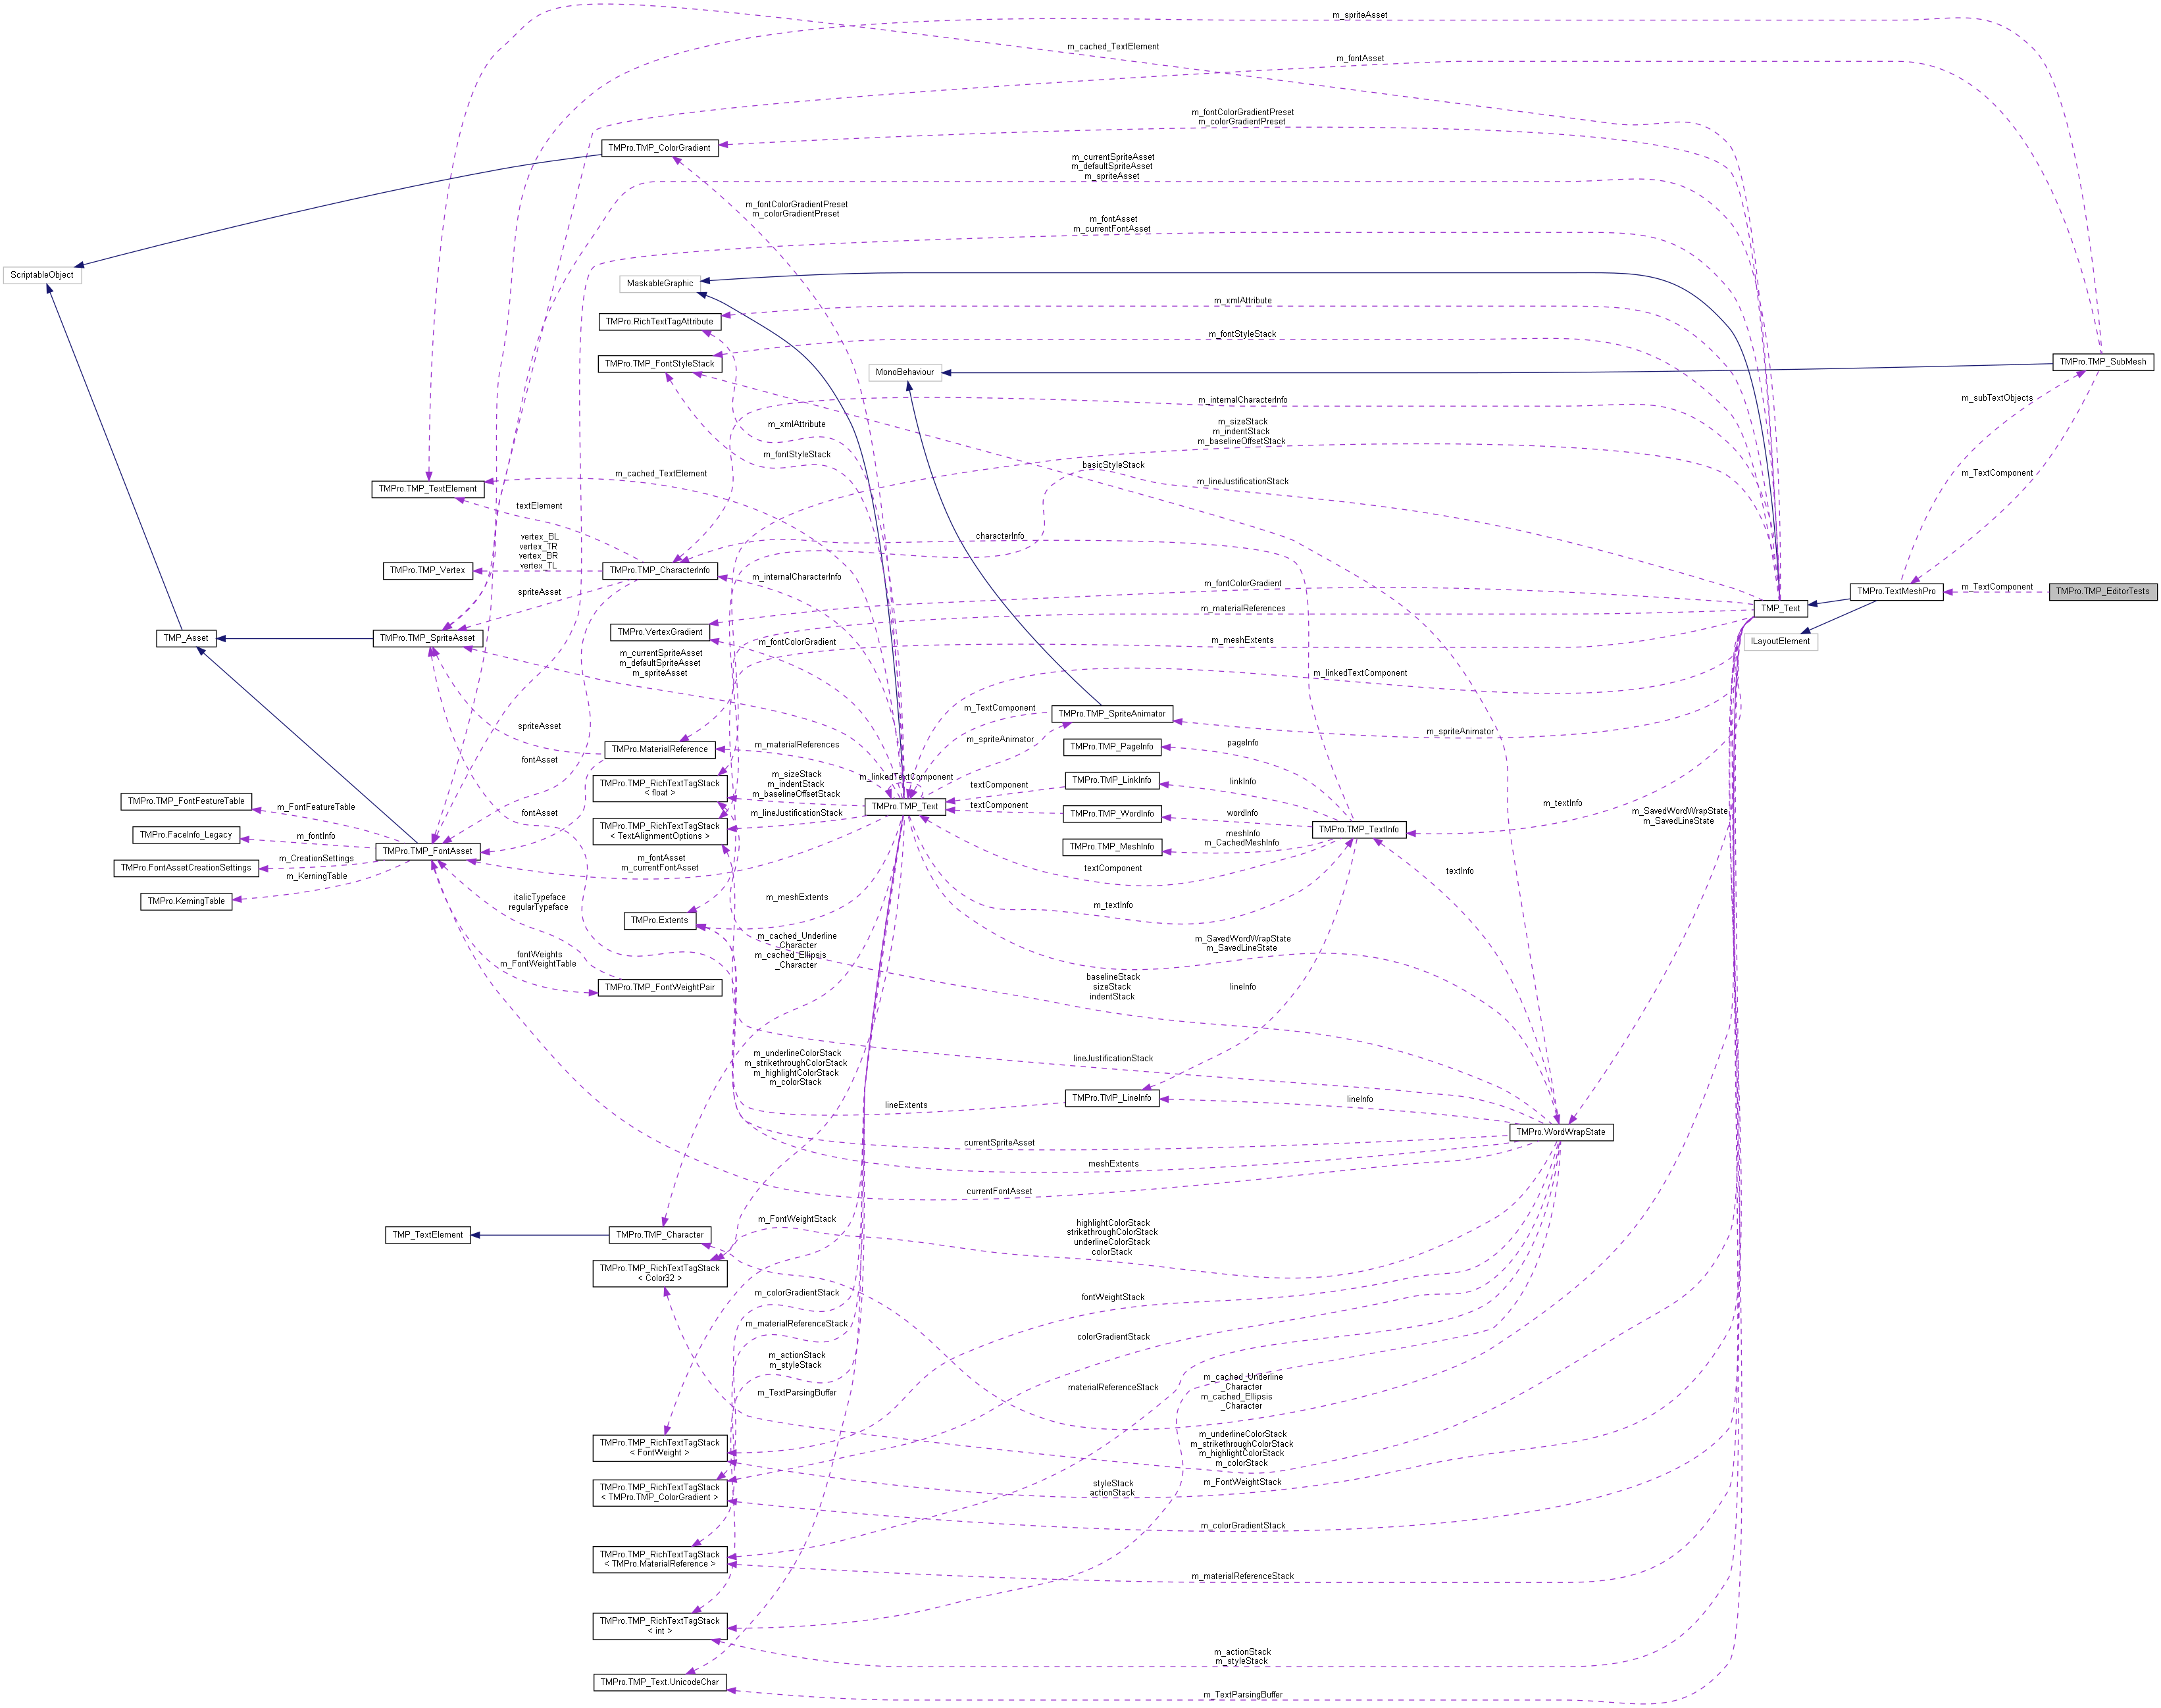 m_spriteAsset
m_cached_TextElement
m_fontAsset
m_fontColorGradientPreset
m_colorGradientPreset
TMPro.TMP_ColorGradient
m_currentSpriteAsset
m_defaultSpriteAsset
m_spriteAsset
m_fontColorGradientPreset
m_colorGradientPreset
m_fontAsset
m_currentFontAsset
ScriptableObject
MaskableGraphic
m_xmlAttribute
TMPro.RichTextTagAttribute
m_fontStyleStack
TMPro.TMP_FontStyleStack
TMPro.TMP_SubMesh
MonoBehaviour
m_subTextObjects
m_internalCharacterInfo
m_xmlAttribute
m_sizeStack
m_indentStack
m_baselineOffsetStack
m_fontStyleStack
basicStyleStack
m_cached_TextElement
m_TextComponent
m_lineJustificationStack
TMPro.TMP_TextElement
textElement
vertex_BL
vertex_TR
vertex_BR
vertex_TL
characterInfo
TMPro.TMP_Vertex
TMPro.TMP_CharacterInfo
m_internalCharacterInfo
m_fontColorGradient
m_TextComponent
TMPro.TextMeshPro
TMPro.TMP_EditorTests
spriteAsset
m_materialReferences
TMP_Text
TMPro.VertexGradient
TMP_Asset
TMPro.TMP_SpriteAsset
m_fontColorGradient
m_meshExtents
ILayoutElement
m_currentSpriteAsset
m_defaultSpriteAsset
m_spriteAsset
m_linkedTextComponent
m_TextComponent
TMPro.TMP_SpriteAnimator
spriteAsset
m_spriteAnimator
m_spriteAnimator
m_materialReferences
TMPro.MaterialReference
pageInfo
TMPro.TMP_PageInfo
fontAsset
m_sizeStack
m_indentStack
m_baselineOffsetStack
m_linkedTextComponent
TMPro.TMP_RichTextTagStack
< float >
textComponent
TMPro.TMP_LinkInfo
linkInfo
TMPro.TMP_FontFeatureTable
m_FontFeatureTable
fontAsset
TMPro.TMP_Text
textComponent
TMPro.TMP_WordInfo
wordInfo
m_textInfo
m_SavedWordWrapState
m_SavedLineState
TMPro.FaceInfo_Legacy
m_fontInfo
TMPro.TMP_RichTextTagStack
< TextAlignmentOptions >
m_lineJustificationStack
TMPro.TMP_TextInfo
TMPro.TMP_MeshInfo
meshInfo
m_CachedMeshInfo
TMPro.TMP_FontAsset
TMPro.FontAssetCreationSettings
m_CreationSettings
m_fontAsset
m_currentFontAsset
textComponent
textInfo
m_KerningTable
TMPro.KerningTable
italicTypeface
regularTypeface
m_meshExtents
m_textInfo
TMPro.Extents
m_cached_Underline
_Character
m_cached_Ellipsis
_Character
m_SavedWordWrapState
m_SavedLineState
fontWeights
m_FontWeightTable
TMPro.TMP_FontWeightPair
baselineStack
sizeStack
indentStack
lineInfo
m_underlineColorStack
m_strikethroughColorStack
m_highlightColorStack
m_colorStack
lineJustificationStack
lineExtents
TMPro.TMP_LineInfo
lineInfo
TMPro.WordWrapState
currentSpriteAsset
meshExtents
currentFontAsset
TMP_TextElement
TMPro.TMP_Character
m_FontWeightStack
highlightColorStack
strikethroughColorStack
underlineColorStack
colorStack
TMPro.TMP_RichTextTagStack
< Color32 >
m_colorGradientStack
fontWeightStack
m_materialReferenceStack
colorGradientStack
m_actionStack
m_styleStack
materialReferenceStack
m_cached_Underline
_Character
m_cached_Ellipsis
_Character
m_TextParsingBuffer
TMPro.TMP_RichTextTagStack
< FontWeight >
m_underlineColorStack
m_strikethroughColorStack
m_highlightColorStack
m_colorStack
TMPro.TMP_RichTextTagStack
< TMPro.TMP_ColorGradient >
styleStack
actionStack
m_FontWeightStack
m_colorGradientStack
TMPro.TMP_RichTextTagStack
< TMPro.MaterialReference >
m_materialReferenceStack
TMPro.TMP_RichTextTagStack
< int >
m_actionStack
m_styleStack
TMPro.TMP_Text.UnicodeChar
m_TextParsingBuffer